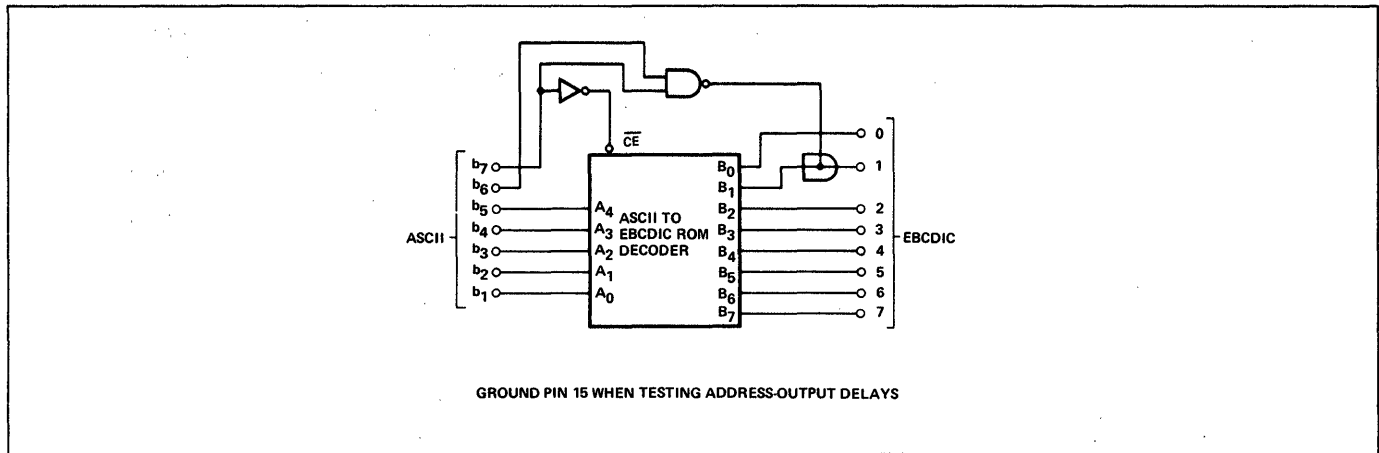 CE
b7 B0 0
b6 B1 1
b5 A4 ASCII TO B2 2
ASCII b4 A3 EBCDIC ROM B3 3 EBCDIC
b3 A2 DECODER B4 4
b2 A1 B5 5
b1 A0 B6 6
B7 7
GROUND PIN 15 WHEN TESTING ADDRESS-OUTPUT DELAYS